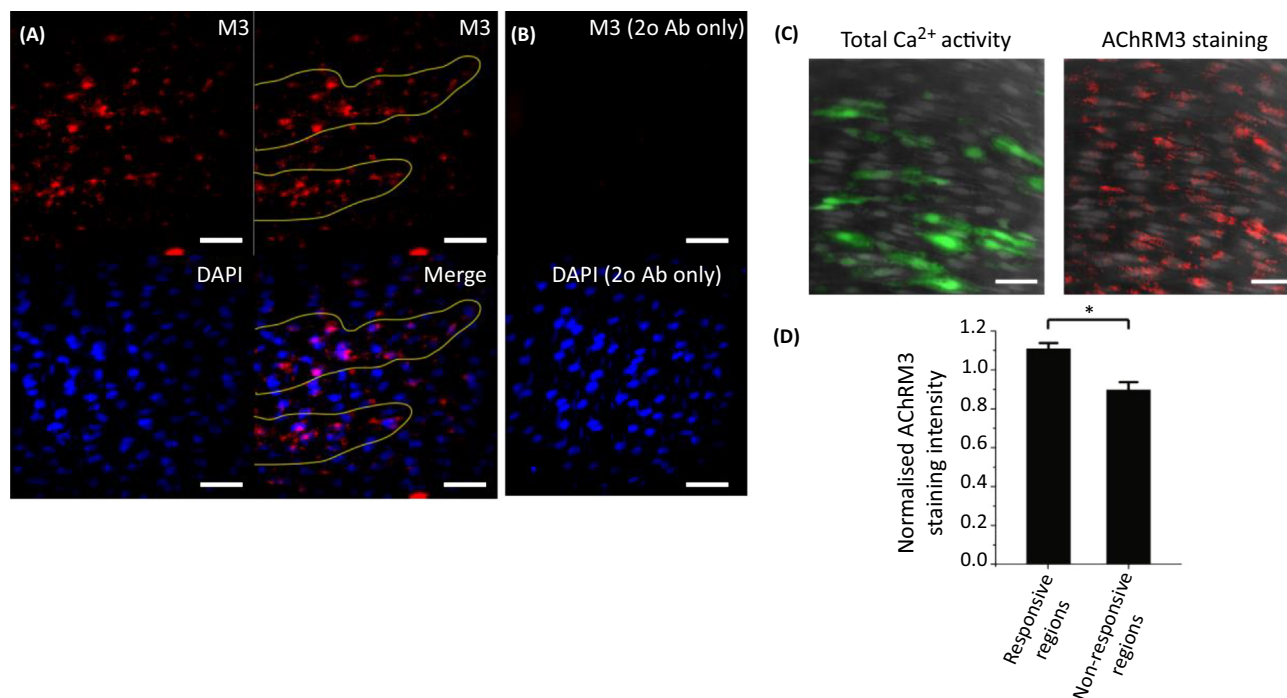 (A)
M3
M3
DAPI
Merge
(B)
M3 (2o Ab only)
DAPI (2o Ab only)
(C)
Total Ca²⁺ activity
AChRM3 staining
(D)
*
Normalised AChRM3
staining intensity
1.2
1.0
0.8
0.6
0.4
0.2
0.0
Responsive
regions
Non-responsive
regions